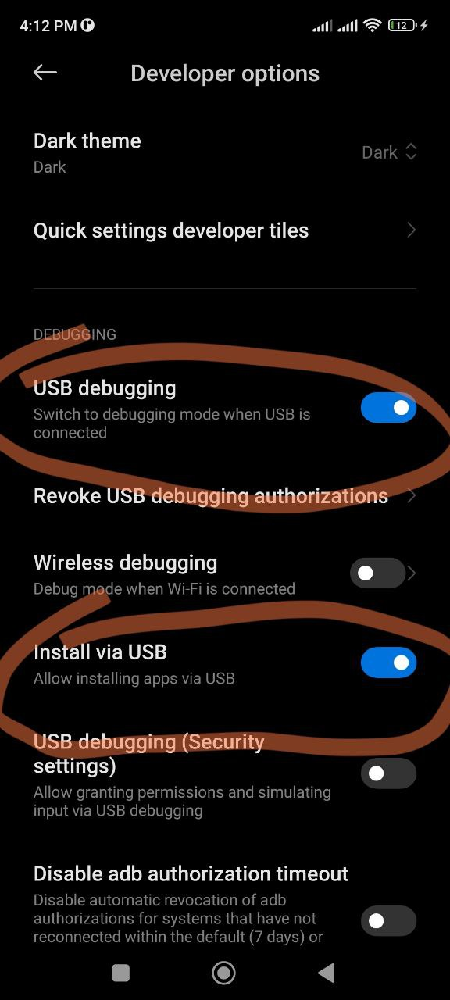 4:12 PM
12
Developer options
Dark theme
Dark
Dark
Quick settings developer tiles
DEBUGGING
USB debugging
Switch to debugging mode when USB is
connected
Revoke USB debugging authorizations
Wireless debugging
Debug mode when Wi-Fi is connected
Install via USB
Allow installing apps via USB
USB debugging (Security
settings)
Allow granting permissions and simulating
input via USB debugging
Disable adb authorization timeout
Disable automatic revocation of adb
authorizations for systems that have not
reconnected within the default (7 days) or